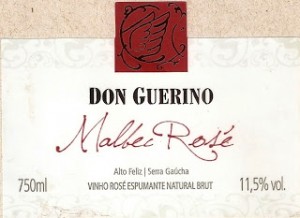 DON GUERINO
Malbec Rosé
Alto Feliz | Serra Gaúcha
750ml VINHO ROSÉ ESPUMANTE NATURAL BRUT 11,5% vol.